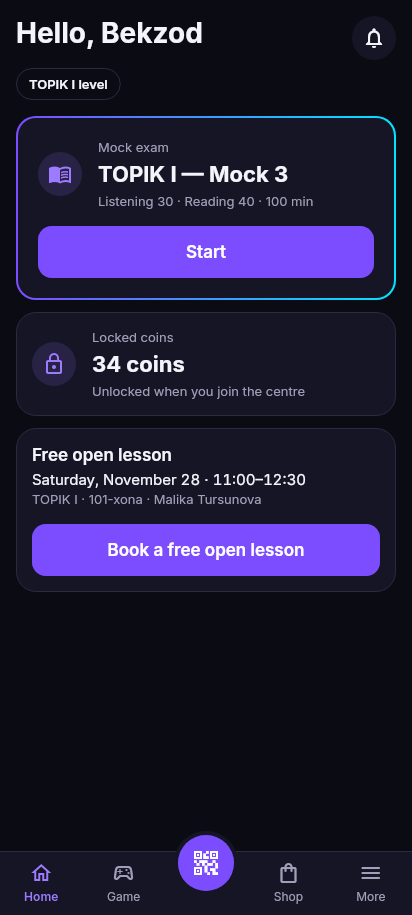 Hello, Bekzod
TOPIK I level
Mock exam
TOPIK I — Mock 3
Listening 30 · Reading 40 · 100 min
Start
Locked coins
34 coins
Unlocked when you join the centre
Free open lesson
Saturday, November 28 · 11:00–12:30
TOPIK I · 101-xona · Malika Tursunova
Book a free open lesson
Home
Game
Shop
More